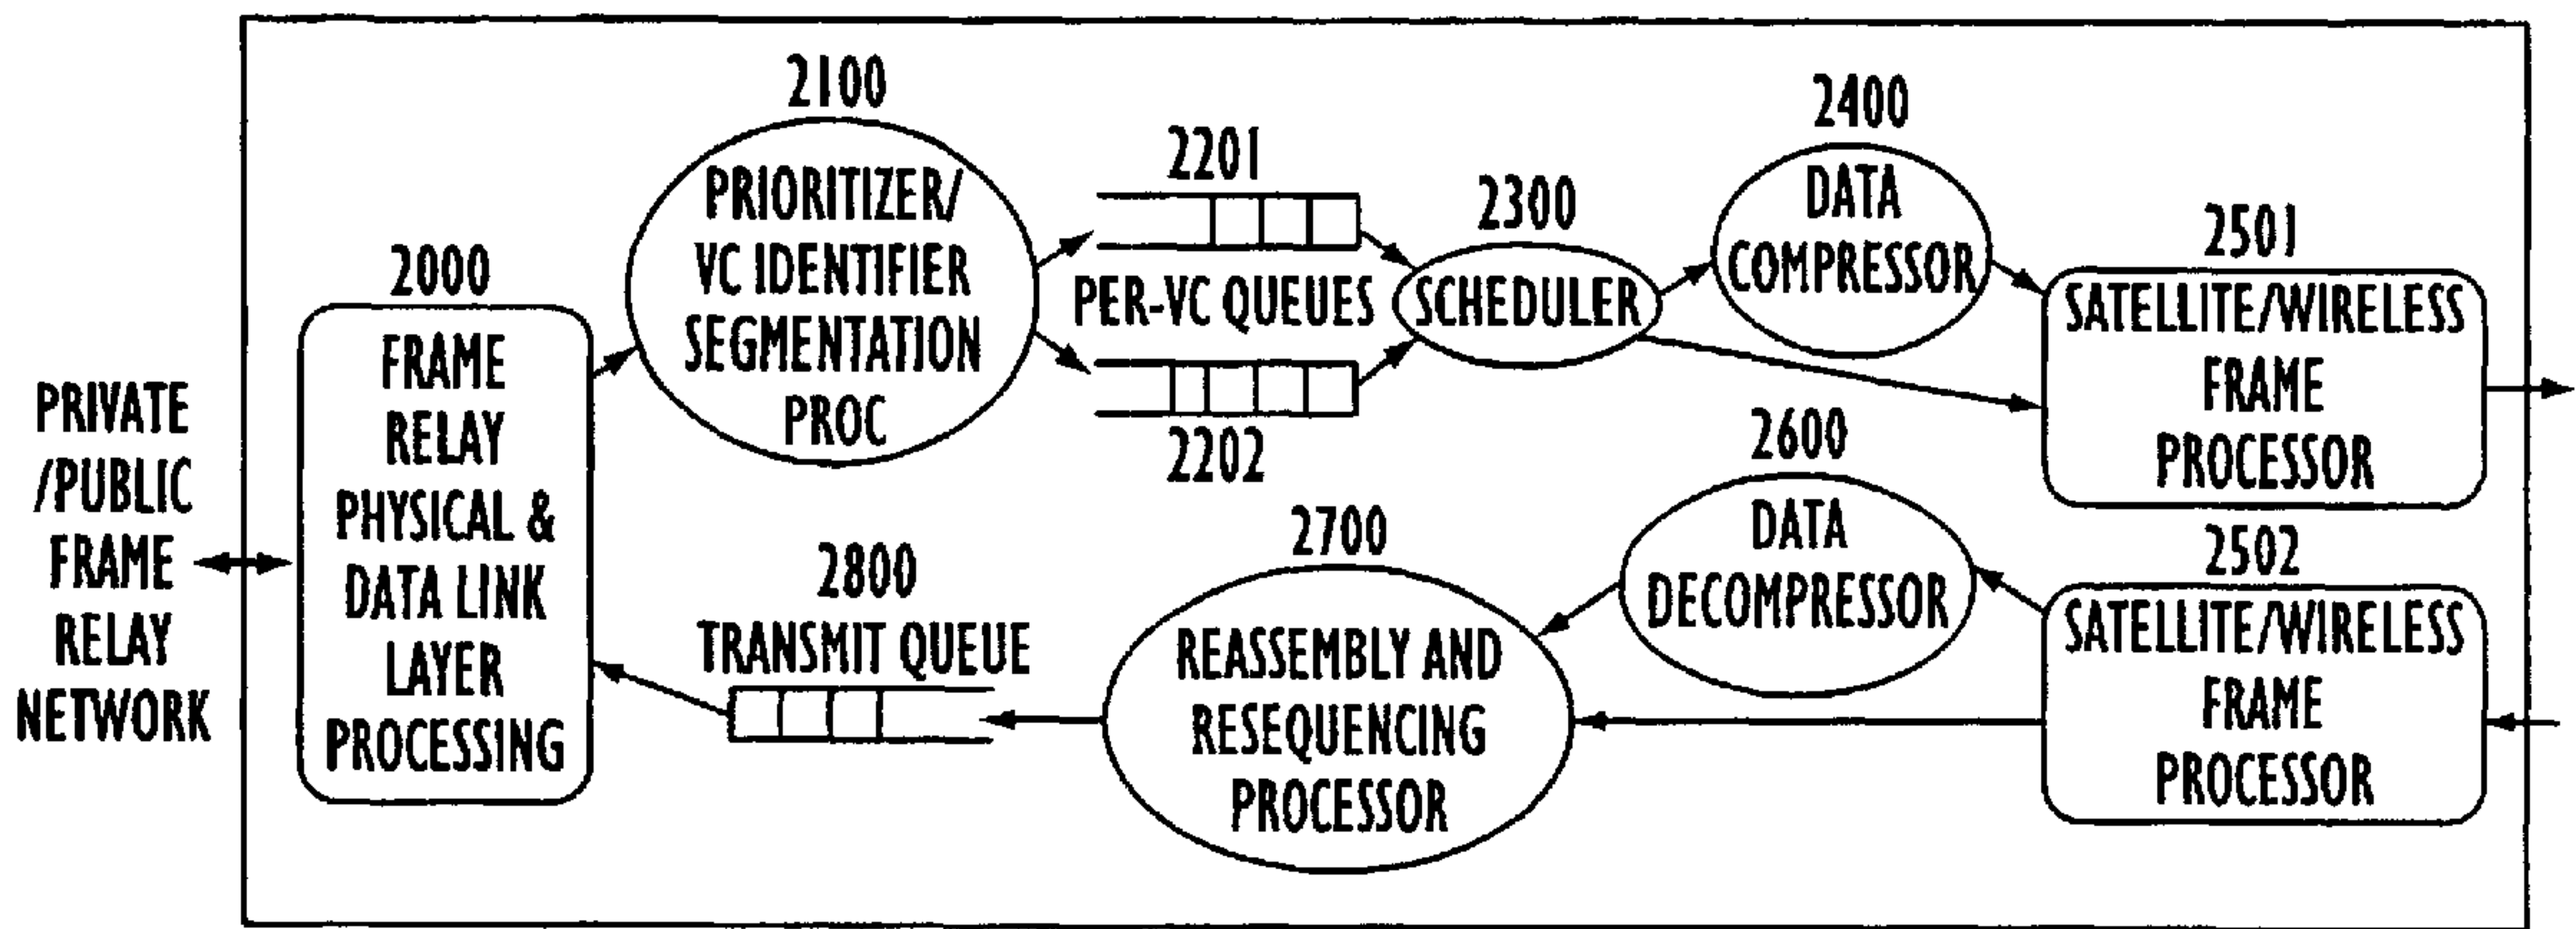 PRIVATE
/PUBLIC
FRAME
RELAY
NETWORK
2000
FRAME
RELAY
PHYSICAL &
DATA LINK
LAYER
PROCESSING
2100
PRIORITIZER/
VC IDENTIFIER
SEGMENTATION
PROC
2201
PER-VC QUEUES
2202
2300
SCHEDULER
2400
DATA
COMPRESSOR
2501
SATELLITE/WIRELESS
FRAME
PROCESSOR
2502
SATELLITE/WIRELESS
FRAME
PROCESSOR
2600
DATA
DECOMPRESSOR
2700
REASSEMBLY AND
RESEQUENCING
PROCESSOR
2800
TRANSMIT QUEUE